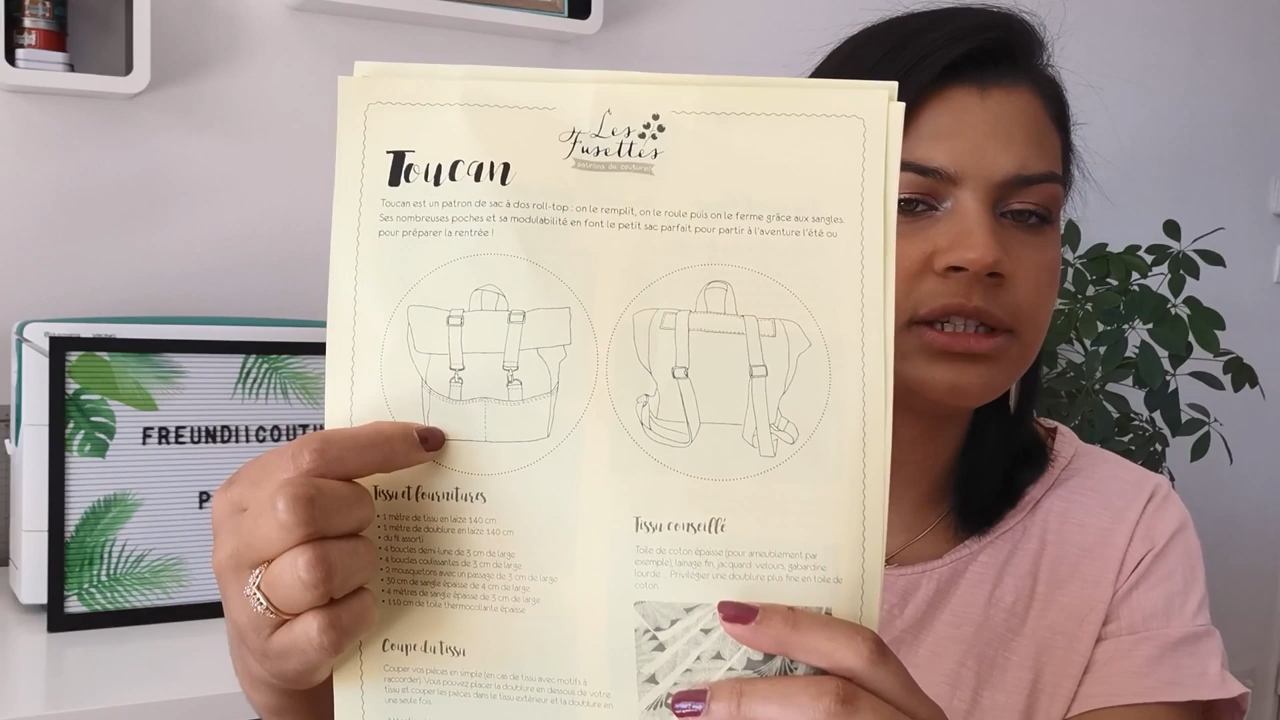 Les
Fusettes
patrons de couture
Toucan
Toucan est un patron de sac à dos roll-top : on le remplit, on le roule puis on le ferme grâce aux sangles.
Ses nombreuses poches et sa modulabilité en font le petit sac parfait pour partir à l'aventure l'été ou
pour préparer la rentrée !
Tissu et fournitures
• 1 mètre de tissu en laize 140 cm
• 1 mètre de doublure en laize 140 cm
• du fil assorti
• 4 boucles demi-lune de 3 cm de large
• 4 boucles coulissantes de 3 cm de large
• 2 mousquetons avec un passage de 3 cm de large
• 30 cm de sangle épaisse de 4 cm de large
• 4 mètres de sangle épaisse de 3 cm de large
• 110 cm de toile thermocollante épaisse
Coupe du tissu
Couper vos pièces en simple (en cas de tissu avec motifs à
raccorder). Vous pouvez placer la doublure en dessous de votre
tissu et couper les pièces dans le tissu extérieur et la doublure en
une seule fois.
Tissu conseillé
Toile de coton épaisse (pour ameublement par
exemple), lainage fin, jacquard, velours, gabardine
lourde ... Privilégier une doublure plus fine en toile de
coton.
FREUNDIICOUTU
P